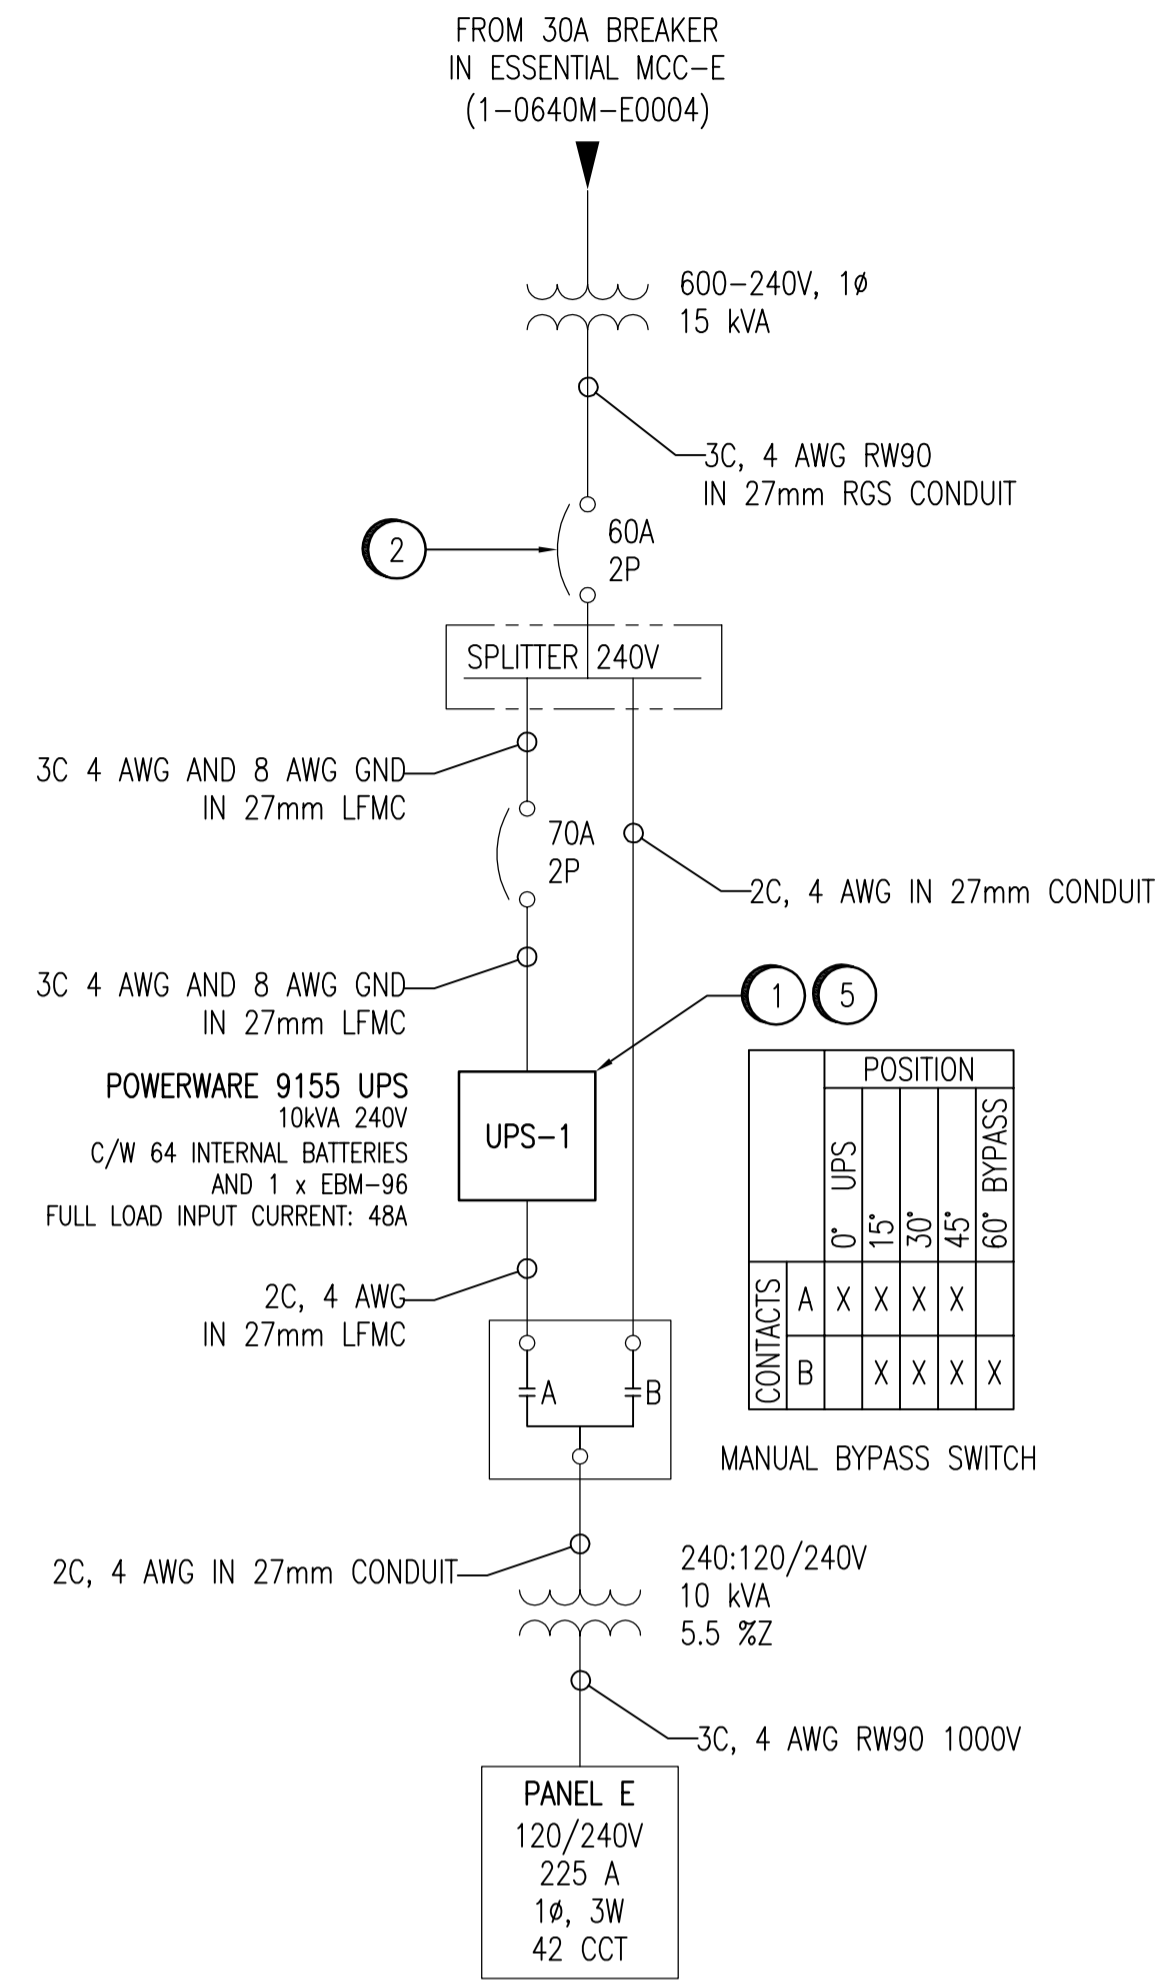 FROM 30A BREAKER
IN ESSENTIAL MCC-E
(1-0640M-E0004)
600-240V, 1ø
15 kVA
3C, 4 AWG RW90
IN 27mm RGS CONDUIT
2
60A
2P
SPLITTER 240V
3C 4 AWG AND 8 AWG GND
IN 27mm LFMC
70A
2P
2C, 4 AWG IN 27mm CONDUIT
3C 4 AWG AND 8 AWG GND
IN 27mm LFMC
1 5
POWERWARE 9155 UPS
10kVA 240V
C/W 64 INTERNAL BATTERIES
AND 1 x EBM-96
FULL LOAD INPUT CURRENT: 48A
UPS-1
POSITION
0° UPS
15°
30°
45°
60° BYPASS
CONTACTS
A X X X X
B X X X X
MANUAL BYPASS SWITCH
2C, 4 AWG
IN 27mm LFMC
A
B
2C, 4 AWG IN 27mm CONDUIT
240:120/240V
10 kVA
5.5 %Z
3C, 4 AWG RW90 1000V
PANEL E
120/240V
225 A
1ø, 3W
42 CCT